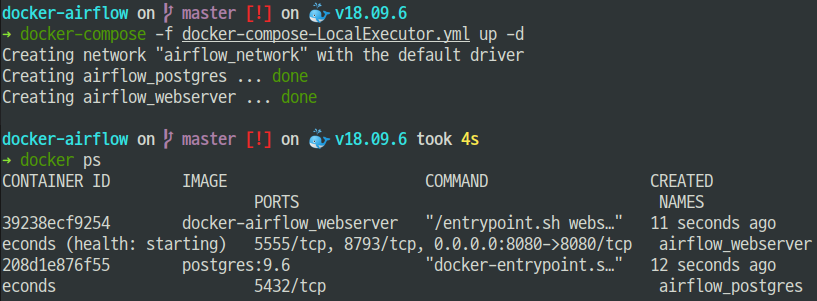 docker-airflow on master [!] on v18.09.6
→ docker-compose -f docker-compose-LocalExecutor.yml up -d
Creating network "airflow_network" with the default driver
Creating airflow_postgres ... done
Creating airflow_webserver ... done
docker-airflow on master [!] on v18.09.6 took 4s
→ docker ps
CONTAINER ID IMAGE COMMAND CREATED
PORTS NAMES
39238ecf9254 docker-airflow_webserver "/entrypoint.sh webs…" 11 seconds ago
econds (health: starting) 5555/tcp, 8793/tcp, 0.0.0.0:8080->8080/tcp airflow_webserver
208d1e876f55 postgres:9.6 "docker-entrypoint.s…" 12 seconds ago
econds 5432/tcp airflow_postgres